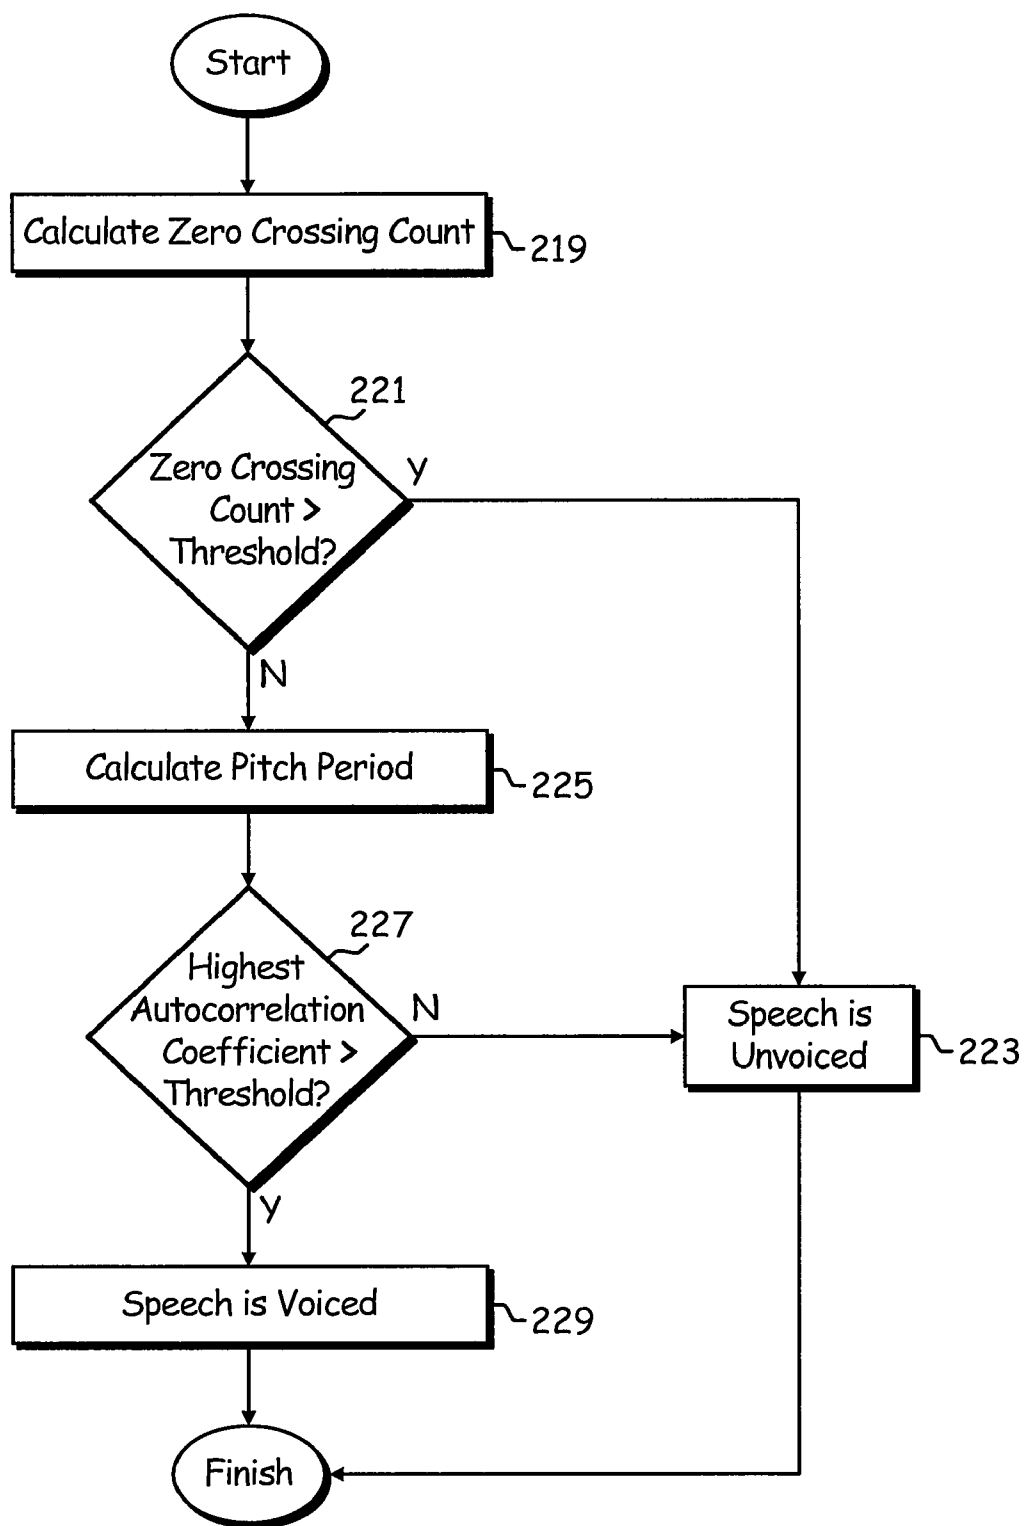 Start
Calculate Zero Crossing Count
219
221
Zero Crossing
Count >
Threshold?
Y
N
Calculate Pitch Period
225
227
Highest
Autocorrelation
Coefficient >
Threshold?
N
Y
Speech is
Unvoiced
223
Speech is Voiced
229
Finish